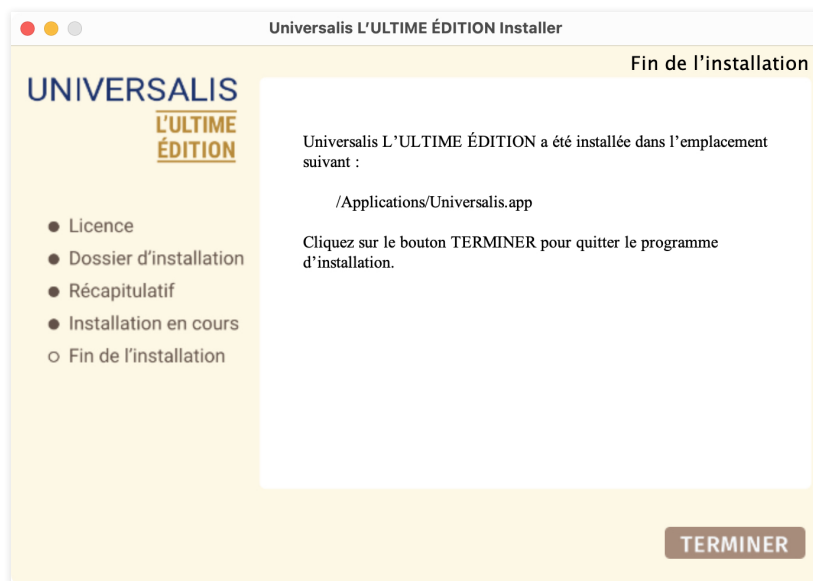 Universalis L'ULTIME ÉDITION Installer
Fin de l'installation
UNIVERSALIS
L'ULTIME
ÉDITION
Licence
Dossier d'installation
Récapitulatif
Installation en cours
Fin de l'installation
Universalis L'ULTIME ÉDITION a été installée dans l'emplacement
suivant :
/Applications/Universalis.app
Cliquez sur le bouton TERMINER pour quitter le programme
d'installation.
TERMINER